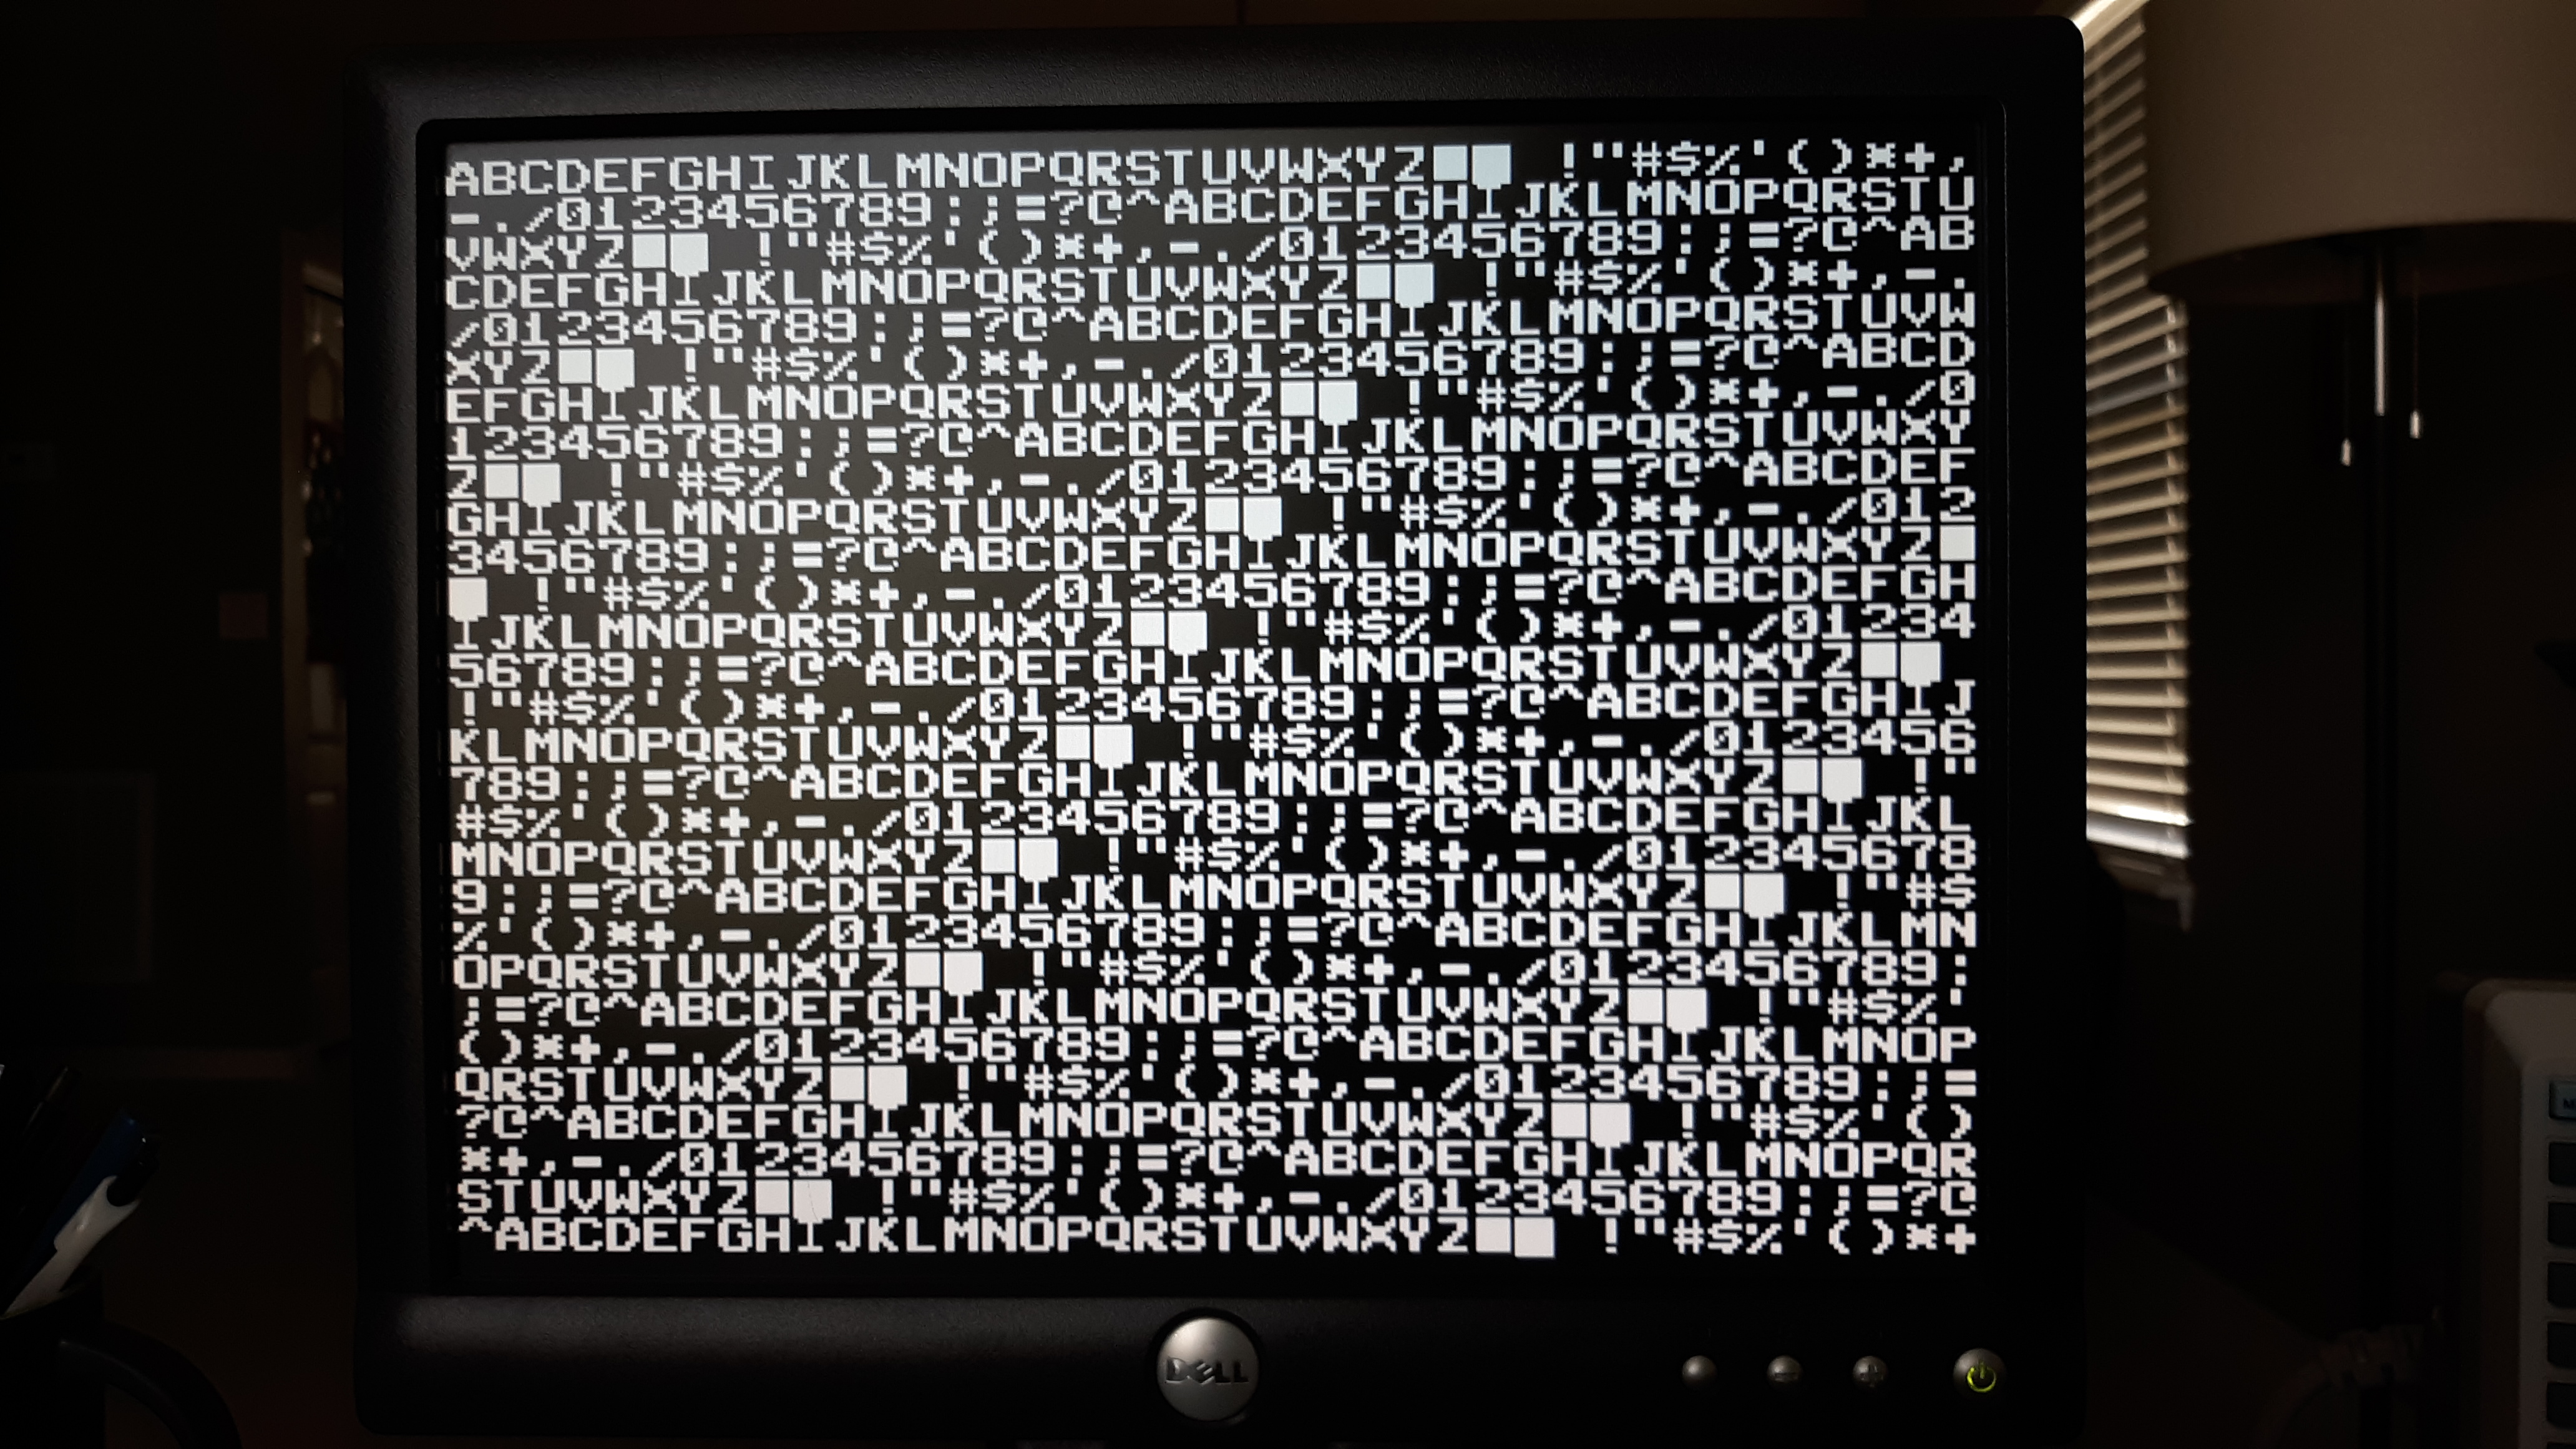 ABCDEFGHIJKLMNOPQRSTUVWXYZ■■ !"#$%'()*+,
-./0123456789:;=?@^ABCDEFGHIJKLMNOPQRSTU
VWXYZ■■ !"#$%'()*+,-./0123456789:;=?@^AB
CDEFGHIJKLMNOPQRSTUVWXYZ■■ !"#$%'()*+,-.
/0123456789:;=?@^ABCDEFGHIJKLMNOPQRSTUVW
XYZ■■ !"#$%'()*+,-./0123456789:;=?@^ABCD
EFGHIJKLMNOPQRSTUVWXYZ■■ !"#$%'()*+,-./0
123456789:;=?@^ABCDEFGHIJKLMNOPQRSTUVWXY
Z■■ !"#$%'()*+,-./0123456789:;=?@^ABCDEF
GHIJKLMNOPQRSTUVWXYZ■■ !"#$%'()*+,-./012
3456789:;=?@^ABCDEFGHIJKLMNOPQRSTUVWXYZ■
■ !"#$%'()*+,-./0123456789:;=?@^ABCDEFGH
IJKLMNOPQRSTUVWXYZ■■ !"#$%'()*+,-./01234
56789:;=?@^ABCDEFGHIJKLMNOPQRSTUVWXYZ■■
!"#$%'()*+,-./0123456789:;=?@^ABCDEFGHIJ
KLMNOPQRSTUVWXYZ■■ !"#$%'()*+,-./0123456
789:;=?@^ABCDEFGHIJKLMNOPQRSTUVWXYZ■■ !"
#$%'()*+,-./0123456789:;=?@^ABCDEFGHIJKL
MNOPQRSTUVWXYZ■■ !"#$%'()*+,-./012345678
9:;=?@^ABCDEFGHIJKLMNOPQRSTUVWXYZ■■ !"#$
%'()*+,-./0123456789:;=?@^ABCDEFGHIJKLMN
OPQRSTUVWXYZ■■ !"#$%'()*+,-./0123456789:
;=?@^ABCDEFGHIJKLMNOPQRSTUVWXYZ■■ !"#$%'
()*+,-./0123456789:;=?@^ABCDEFGHIJKLMNOP
QRSTUVWXYZ■■ !"#$%'()*+,-./0123456789:;=
?@^ABCDEFGHIJKLMNOPQRSTUVWXYZ■■ !"#$%'()
*+,-./0123456789:;=?@^ABCDEFGHIJKLMNOPQR
STUVWXYZ■■ !"#$%'()*+,-./0123456789:;=?@
^ABCDEFGHIJKLMNOPQRSTUVWXYZ■■ !"#$%'()*+
DELL